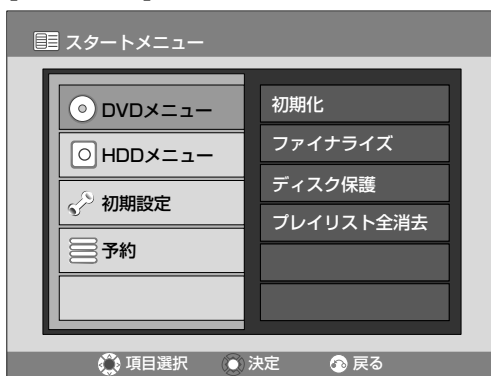 スタートメニュー
DVDメニュー
HDDメニュー
初期設定
予約
初期化
ファイナライズ
ディスク保護
プレイリスト全消去
項目選択 決定 戻る